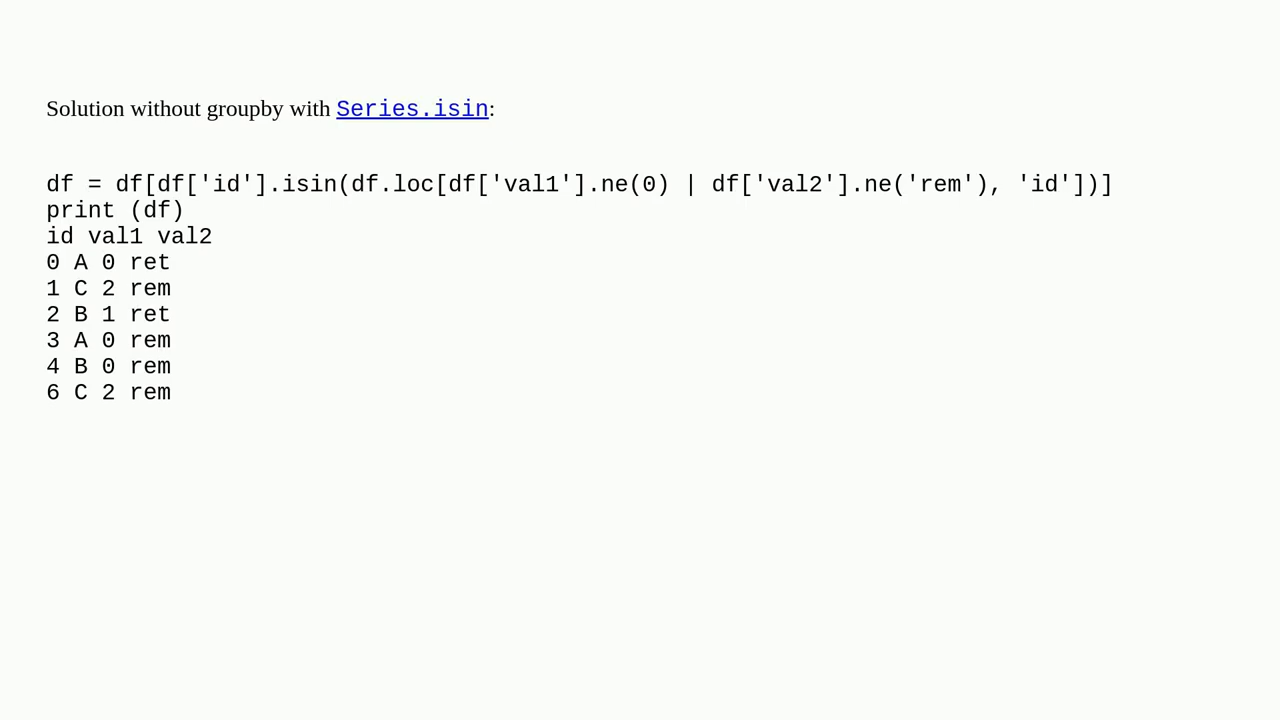 Solution without groupby with Series.isin:
df = df[df['id'].isin(df.loc[df['val1'].ne(0) | df['val2'].ne('rem'), 'id'])]
print (df)
id val1 val2
0 A 0 ret
1 C 2 rem
2 B 1 ret
3 A 0 rem
4 B 0 rem
6 C 2 rem